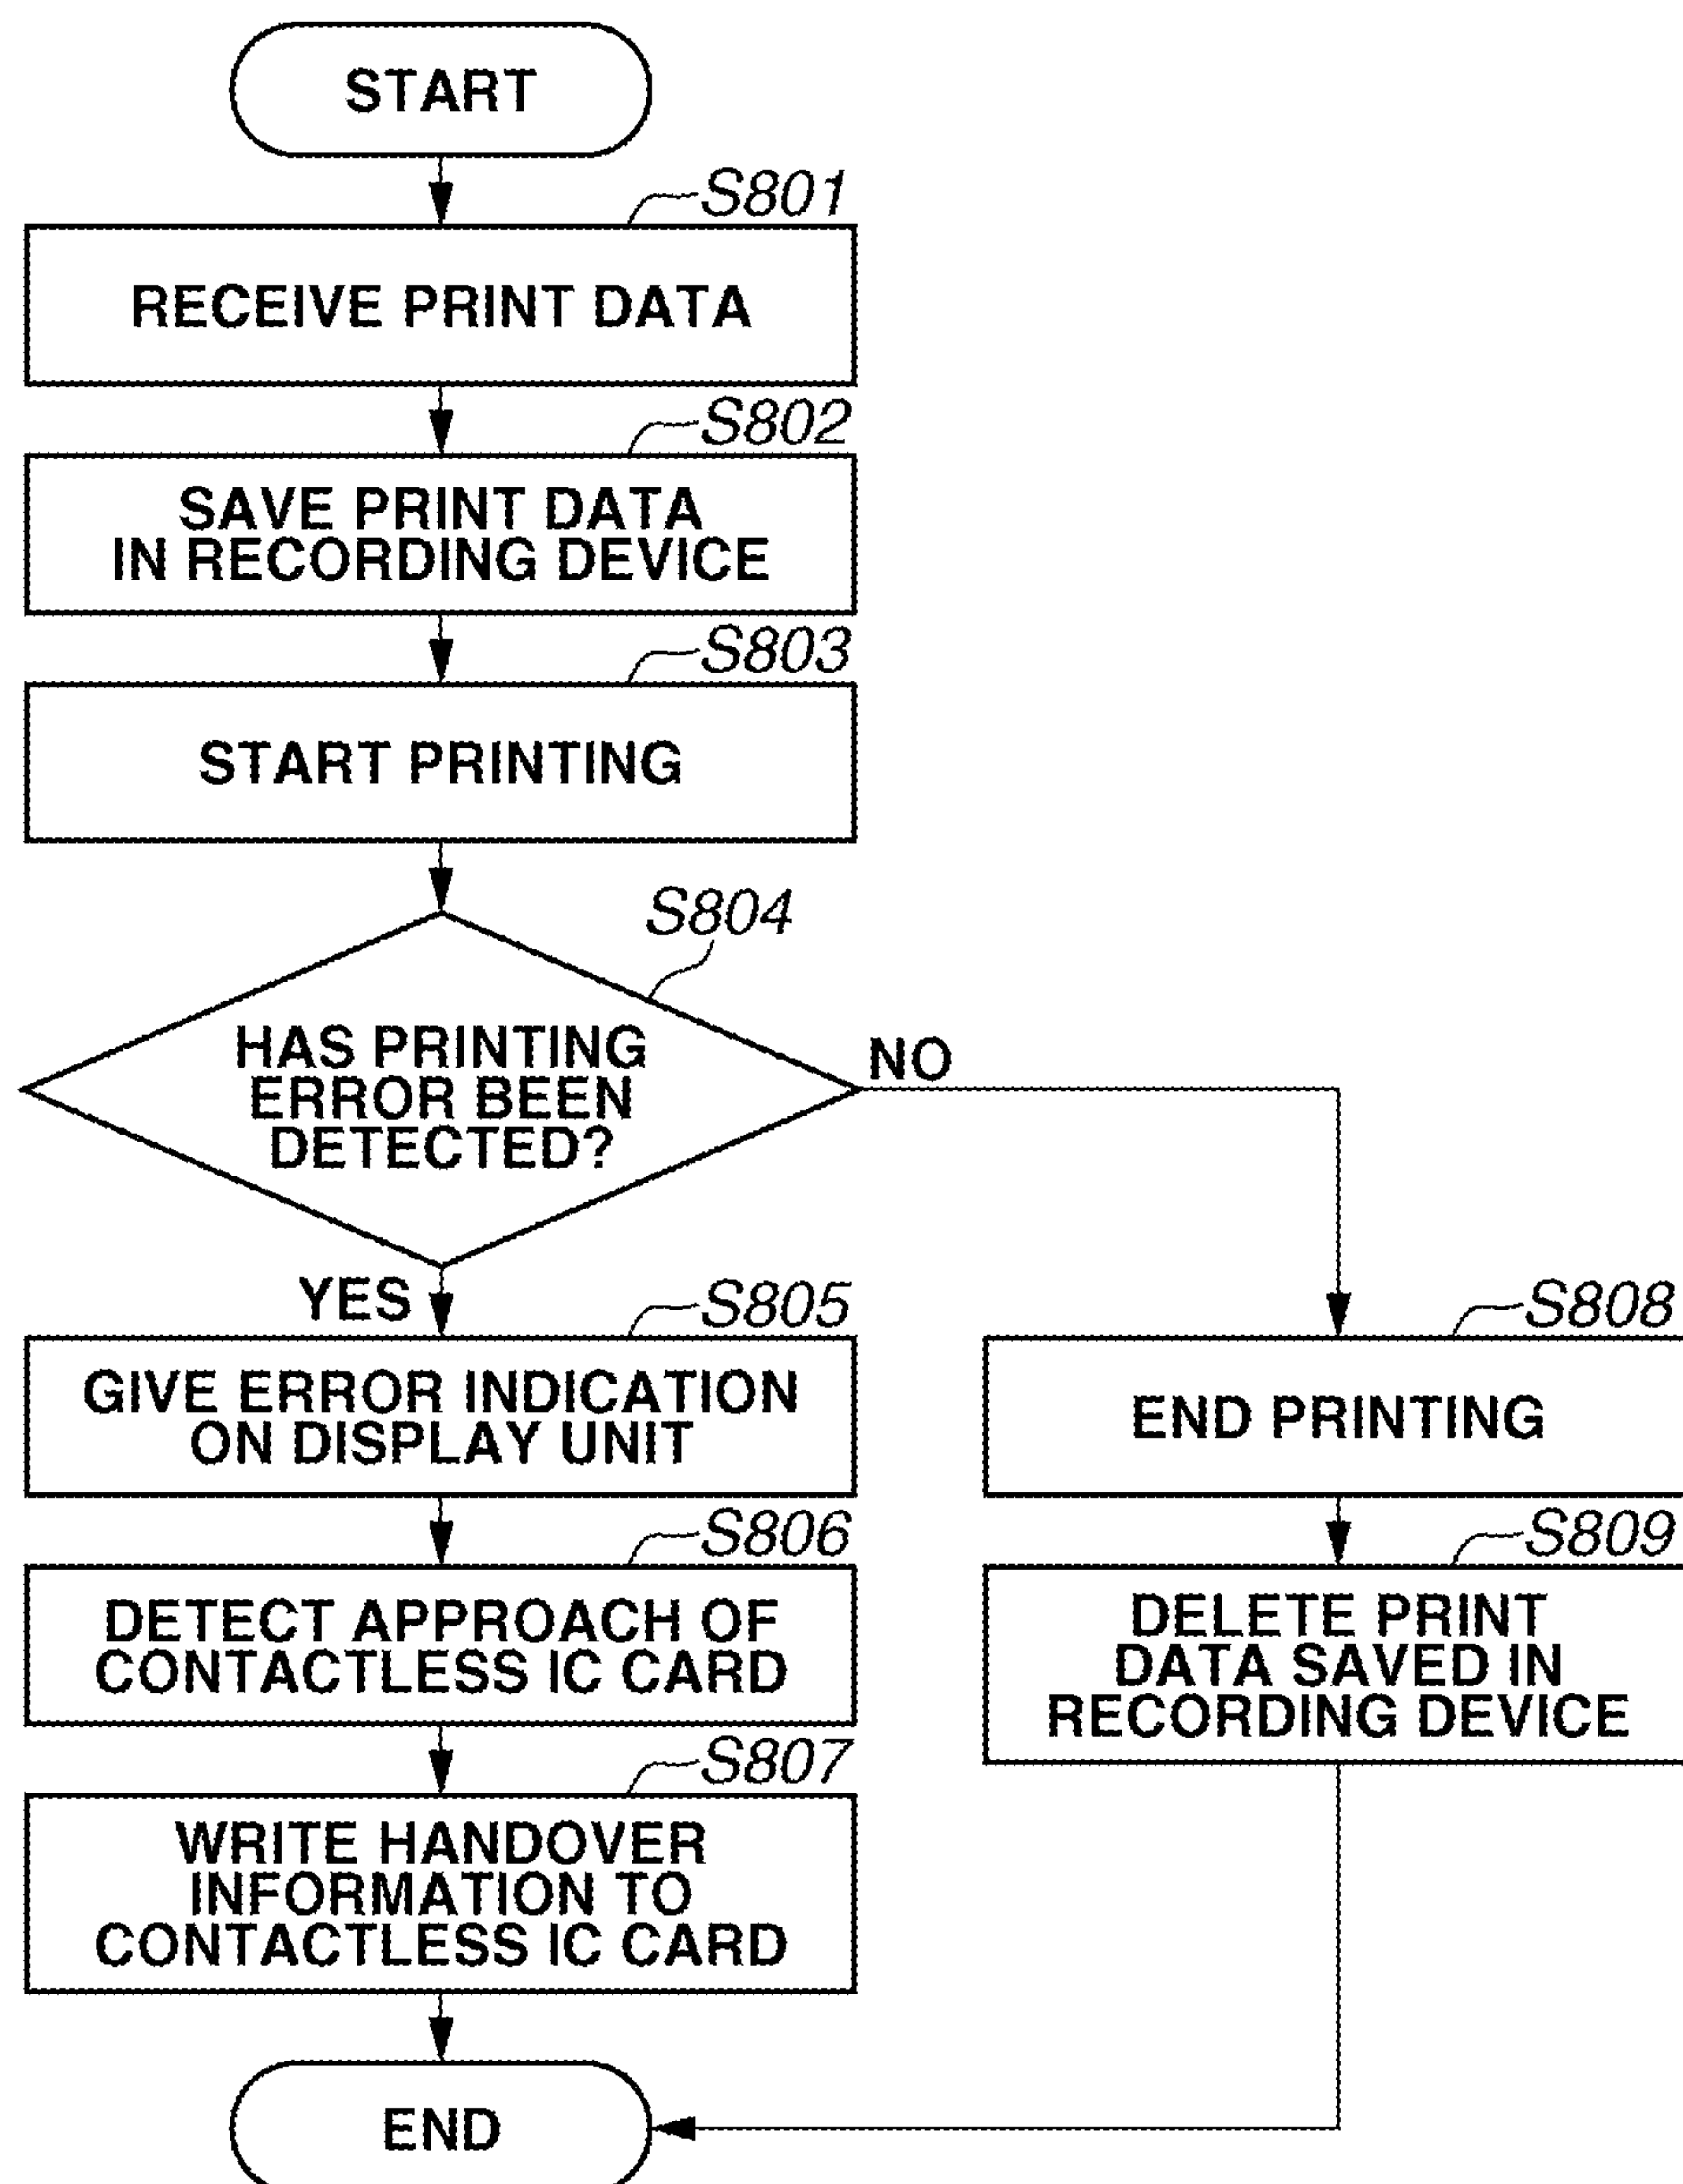 START
S801
RECEIVE PRINT DATA
S802
SAVE PRINT DATA
IN RECORDING DEVICE
S803
START PRINTING
S804
HAS PRINTING
ERROR BEEN
DETECTED?
NO
YES
S805
GIVE ERROR INDICATION
ON DISPLAY UNIT
S806
DETECT APPROACH OF
CONTACTLESS IC CARD
S807
WRITE HANDOVER
INFORMATION TO
CONTACTLESS IC CARD
S808
END PRINTING
S809
DELETE PRINT
DATA SAVED IN
RECORDING DEVICE
END